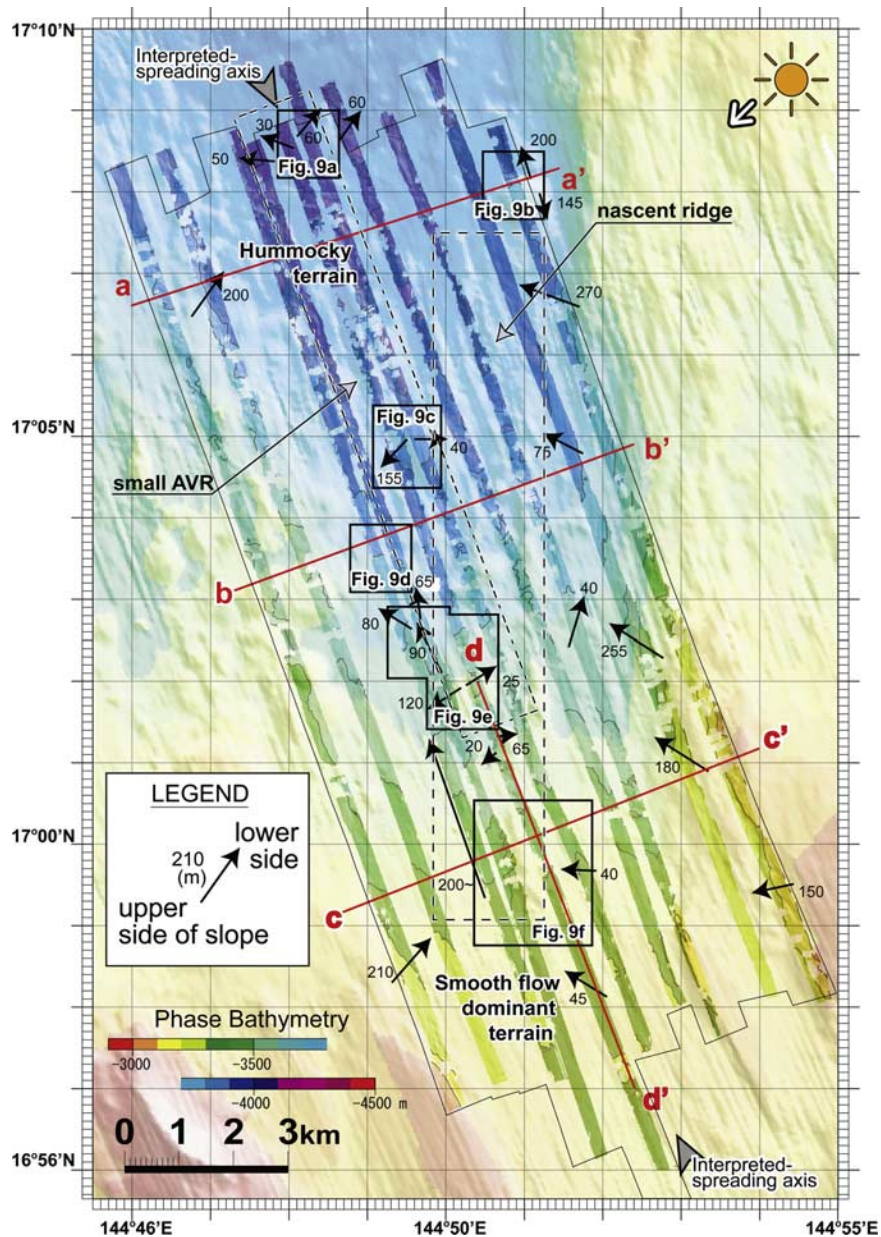 17°10'N
Interpreted-
spreading axis
30
60
60
50
Fig. 9a
200
a'
Fig. 9b
145
nascent ridge
Hummocky
terrain
a
200
270
17°05'N
Fig. 9c
40
75
b'
155
small AVR
b
Fig. 9d
65
40
80
90
d
255
120
25
Fig. 9e
20
65
c'
180
LEGEND
210
(m)
lower
side
upper
side of slope
17°00'N
200~
40
150
c
Fig. 9f
210
Smooth flow
dominant
terrain
45
Phase Bathymetry
-3000
-3500
-4000
-4500 m
0 1 2 3km
d'
16°56'N
Interpreted-
spreading axis
144°46'E
144°50'E
144°55'E